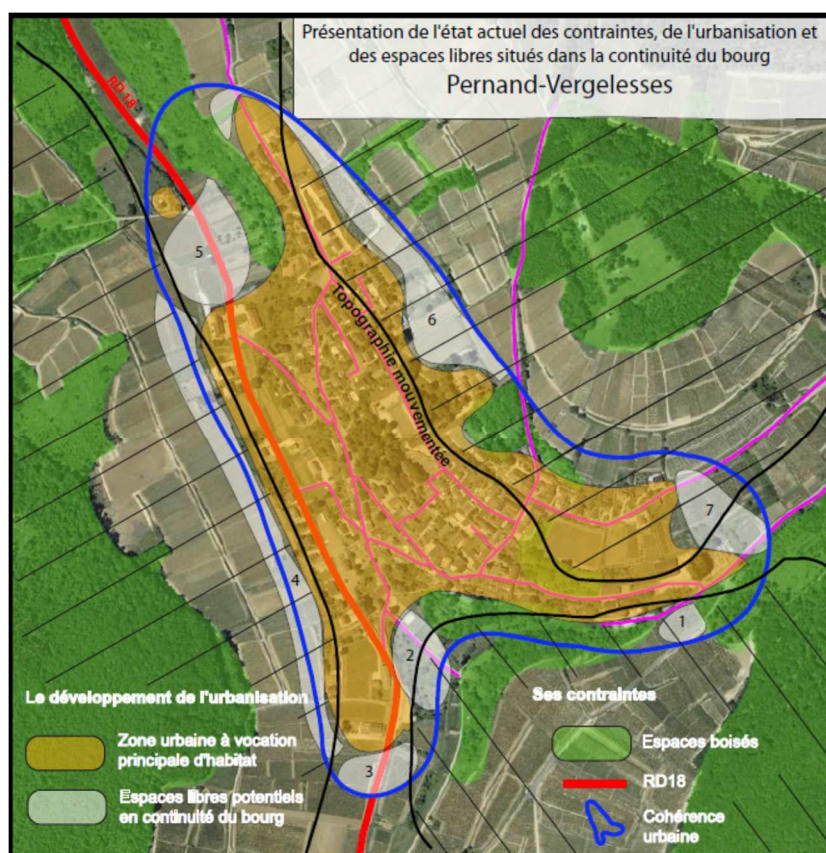 Présentation de l'état actuel des contraintes, de l'urbanisation et
des espaces libres situés dans la continuité du bourg
Pernand-Vergelesses
RD18
5
6
Topographie mouvementée
7
4
1
2
3
Le développement de l'urbanisation
Zone urbaine à vocation
principale d'habitat
Espaces libres potentiels
en continuité du bourg
Ses contraintes
Espaces boisés
RD18
Cohérence
urbaine